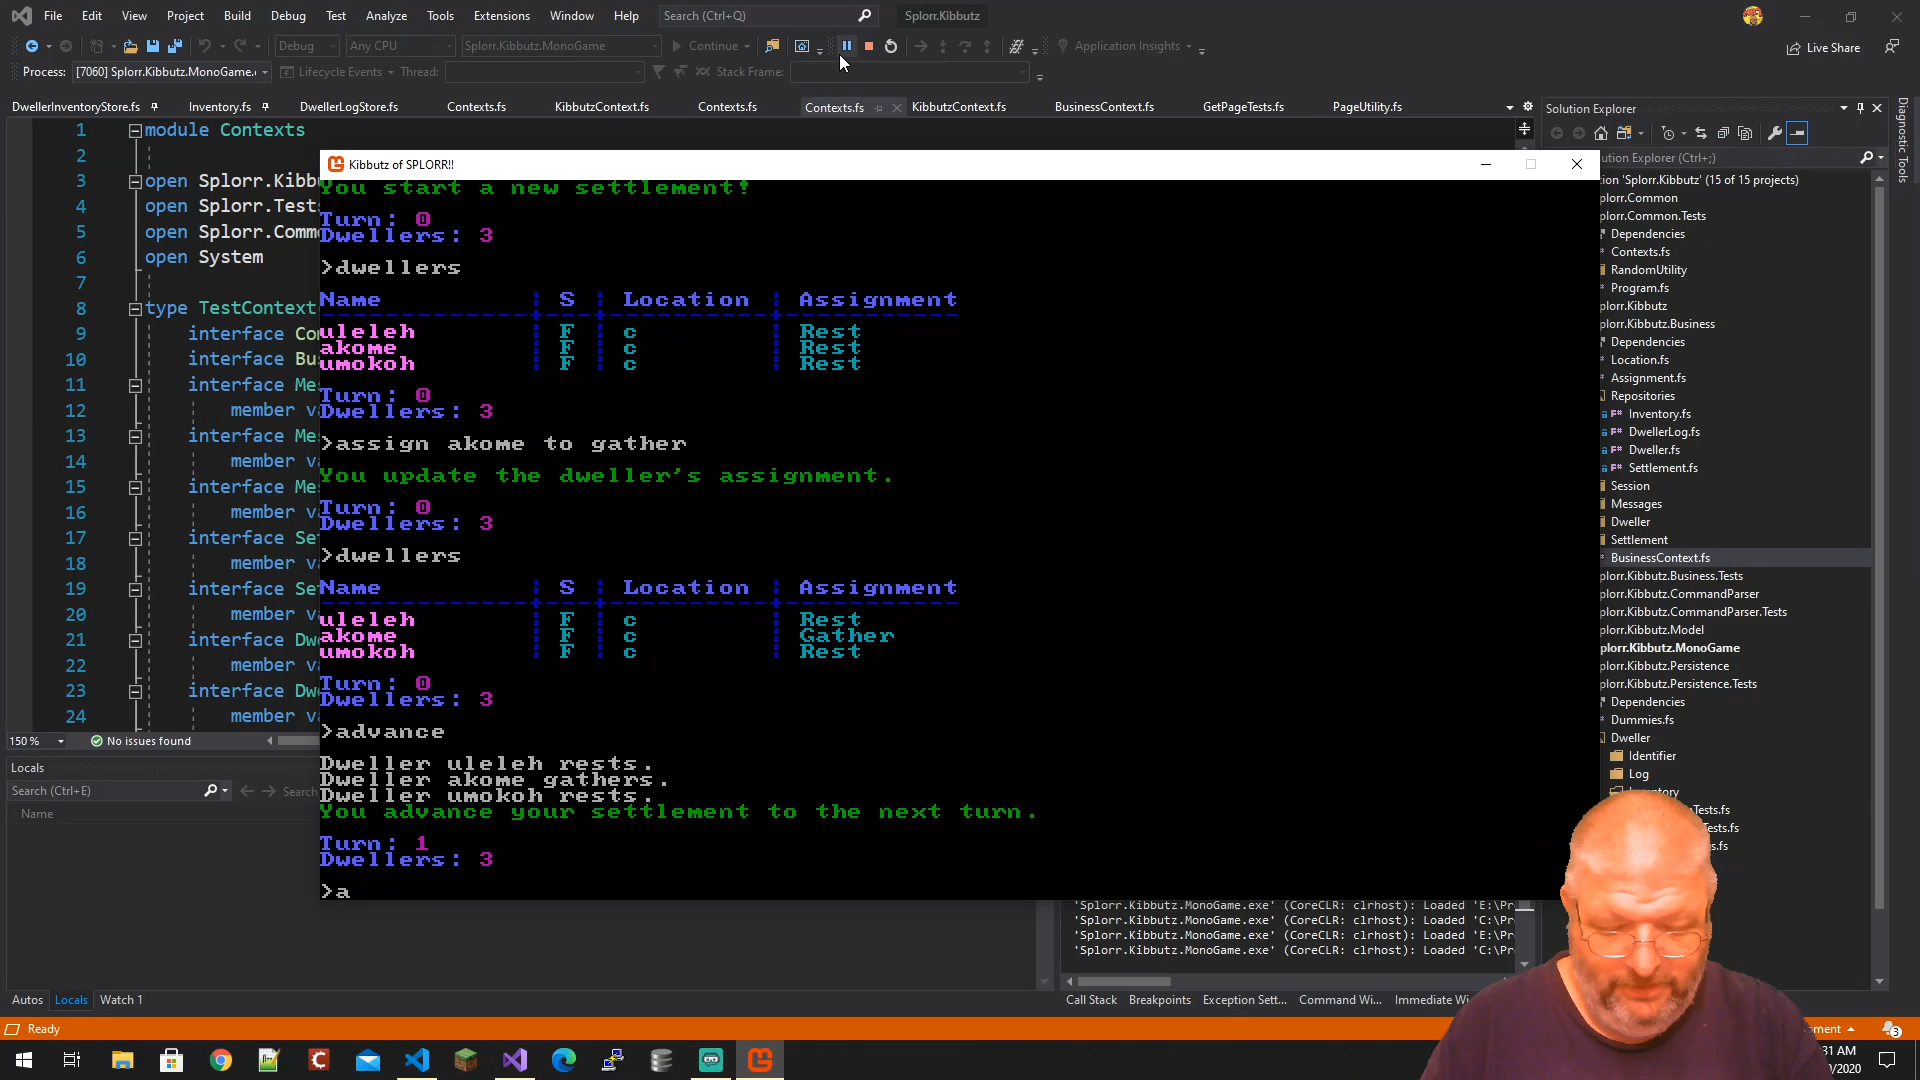 File Edit View Project Build Debug Test Analyze Tools Extensions Window Help Search (Ctrl+Q) Splorr.Kibbutz
Debug Any CPU Splorr.Kibbutz.MonoGame Continue Application Insights Live Share
Process: [7060] Splorr.Kibbutz.MonoGame. Lifecycle Events Thread: Stack Frame:
DwellerInventoryStore.fs Inventory.fs DwellerLogStore.fs Contexts.fs KibbutzContext.fs Contexts.fs Contexts.fs KibbutzContext.fs BusinessContext.fs GetPageTests.fs PageUtility.fs
1 module Contexts
2
3 open Splorr.Kibb
4 open Splorr.Test
5 open Splorr.Comm
6 open System
7
8 type TestContext
9 interface Co
10 interface Bu
11 interface Me
12 member v
13 interface Me
14 member v
15 interface Me
16 member v
17 interface Se
18 member v
19 interface Se
20 member v
21 interface Dw
22 member v
23 interface Dw
24 member v
150 % No issues found
Locals
Search (Ctrl+E) Search
Name
Autos Locals Watch 1
Ready
Kibbutz of SPLORR!!
You start a new settlement!
Turn: 0
Dwellers: 3
>dwellers
Name | S | Location | Assignment
uleleh | F | c | Rest
akome | F | c | Rest
umokoh | F | c | Rest
Turn: 0
Dwellers: 3
>assign akome to gather
You update the dweller's assignment.
Turn: 0
Dwellers: 3
>dwellers
Name | S | Location | Assignment
uleleh | F | c | Rest
akome | F | c | Gather
umokoh | F | c | Rest
Turn: 0
Dwellers: 3
>advance
Dweller uleleh rests.
Dweller akome gathers.
Dweller umokoh rests.
You advance your settlement to the next turn.
Turn: 1
Dwellers: 3
>a
'Splorr.Kibbutz.MonoGame.exe' (CoreCLR: clrhost): Loaded 'E:\Pr
'Splorr.Kibbutz.MonoGame.exe' (CoreCLR: clrhost): Loaded 'C:\Pr
'Splorr.Kibbutz.MonoGame.exe' (CoreCLR: clrhost): Loaded 'E:\Pr
'Splorr.Kibbutz.MonoGame.exe' (CoreCLR: clrhost): Loaded 'C:\Pr
Call Stack Breakpoints Exception Sett... Command Wi... Immediate Wi
Solution Explorer
ution Explorer (Ctrl+;)
ion 'Splorr.Kibbutz' (15 of 15 projects)
plorr.Common
plorr.Common.Tests
Dependencies
Contexts.fs
RandomUtility
Program.fs
plorr.Kibbutz
plorr.Kibbutz.Business
Dependencies
Location.fs
Assignment.fs
Repositories
F# Inventory.fs
F# DwellerLog.fs
F# Dweller.fs
F# Settlement.fs
Session
Messages
Dweller
Settlement
BusinessContext.fs
plorr.Kibbutz.Business.Tests
plorr.Kibbutz.CommandParser
plorr.Kibbutz.CommandParser.Tests
plorr.Kibbutz.Model
plorr.Kibbutz.MonoGame
plorr.Kibbutz.Persistence
plorr.Kibbutz.Persistence.Tests
Dependencies
Dummies.fs
Dweller
Identifier
Log
Inventory
Tests.fs
ests.fs
s.fs
Diagnostic Tools
ment 3
31 AM
0/2020